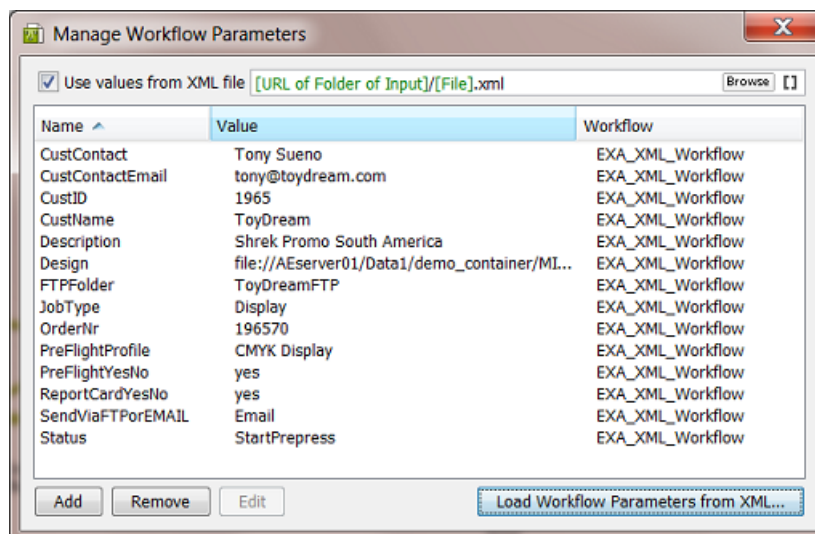 Manage Workflow Parameters
Use values from XML file [URL of Folder of Input]/[File].xml Browse []
Name Value Workflow
CustContact Tony Sueno EXA_XML_Workflow
CustContactEmail tony@toydream.com EXA_XML_Workflow
CustID 1965 EXA_XML_Workflow
CustName ToyDream EXA_XML_Workflow
Description Shrek Promo South America EXA_XML_Workflow
Design file://AEserver01/Data1/demo_container/MI... EXA_XML_Workflow
FTPFolder ToyDreamFTP EXA_XML_Workflow
JobType Display EXA_XML_Workflow
OrderNr 196570 EXA_XML_Workflow
PreFlightProfile CMYK Display EXA_XML_Workflow
PreFlightYesNo yes EXA_XML_Workflow
ReportCardYesNo yes EXA_XML_Workflow
SendViaFTPorEMAIL Email EXA_XML_Workflow
Status StartPrepress EXA_XML_Workflow
Add Remove Edit Load Workflow Parameters from XML...